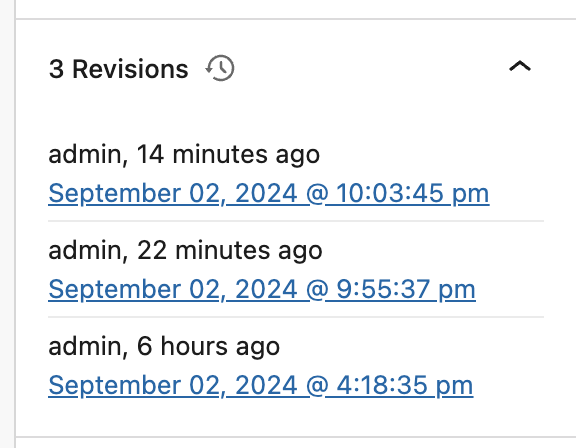 3 Revisions
admin, 14 minutes ago
September 02, 2024 @ 10:03:45 pm
admin, 22 minutes ago
September 02, 2024 @ 9:55:37 pm
admin, 6 hours ago
September 02, 2024 @ 4:18:35 pm